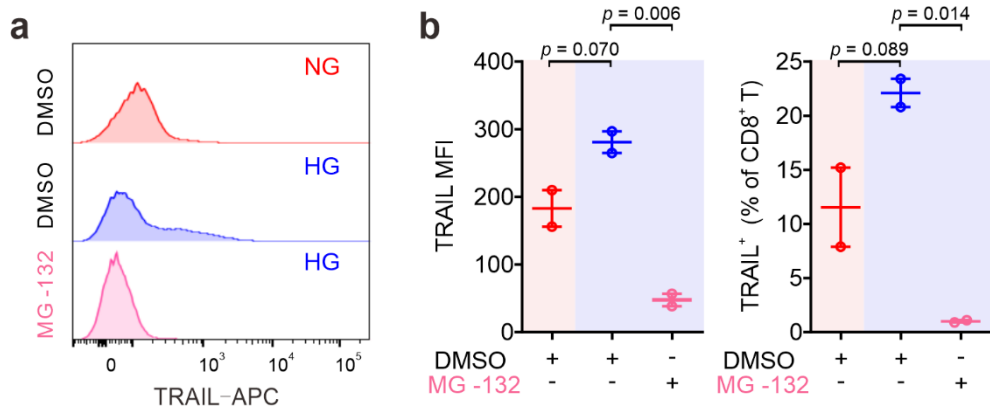 a
DMSO
NG
DMSO
HG
MG -132
HG
0
10³
10⁴
10⁵
TRAIL–APC
b
p = 0.006
p = 0.070
400
300
200
100
0
TRAIL MFI
DMSO + + -
MG -132 - - +
p = 0.014
p = 0.089
25
20
15
10
5
0
TRAIL⁺ (% of CD8⁺ T)
DMSO + + -
MG -132 - - +